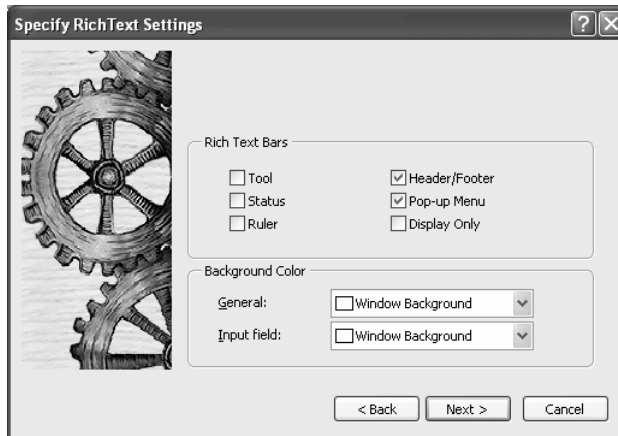 Specify RichText Settings
Rich Text Bars
Tool
Header/Footer
Status
Pop-up Menu
Ruler
Display Only
Background Color
General:
Window Background
Input field:
Window Background
< Back
Next >
Cancel